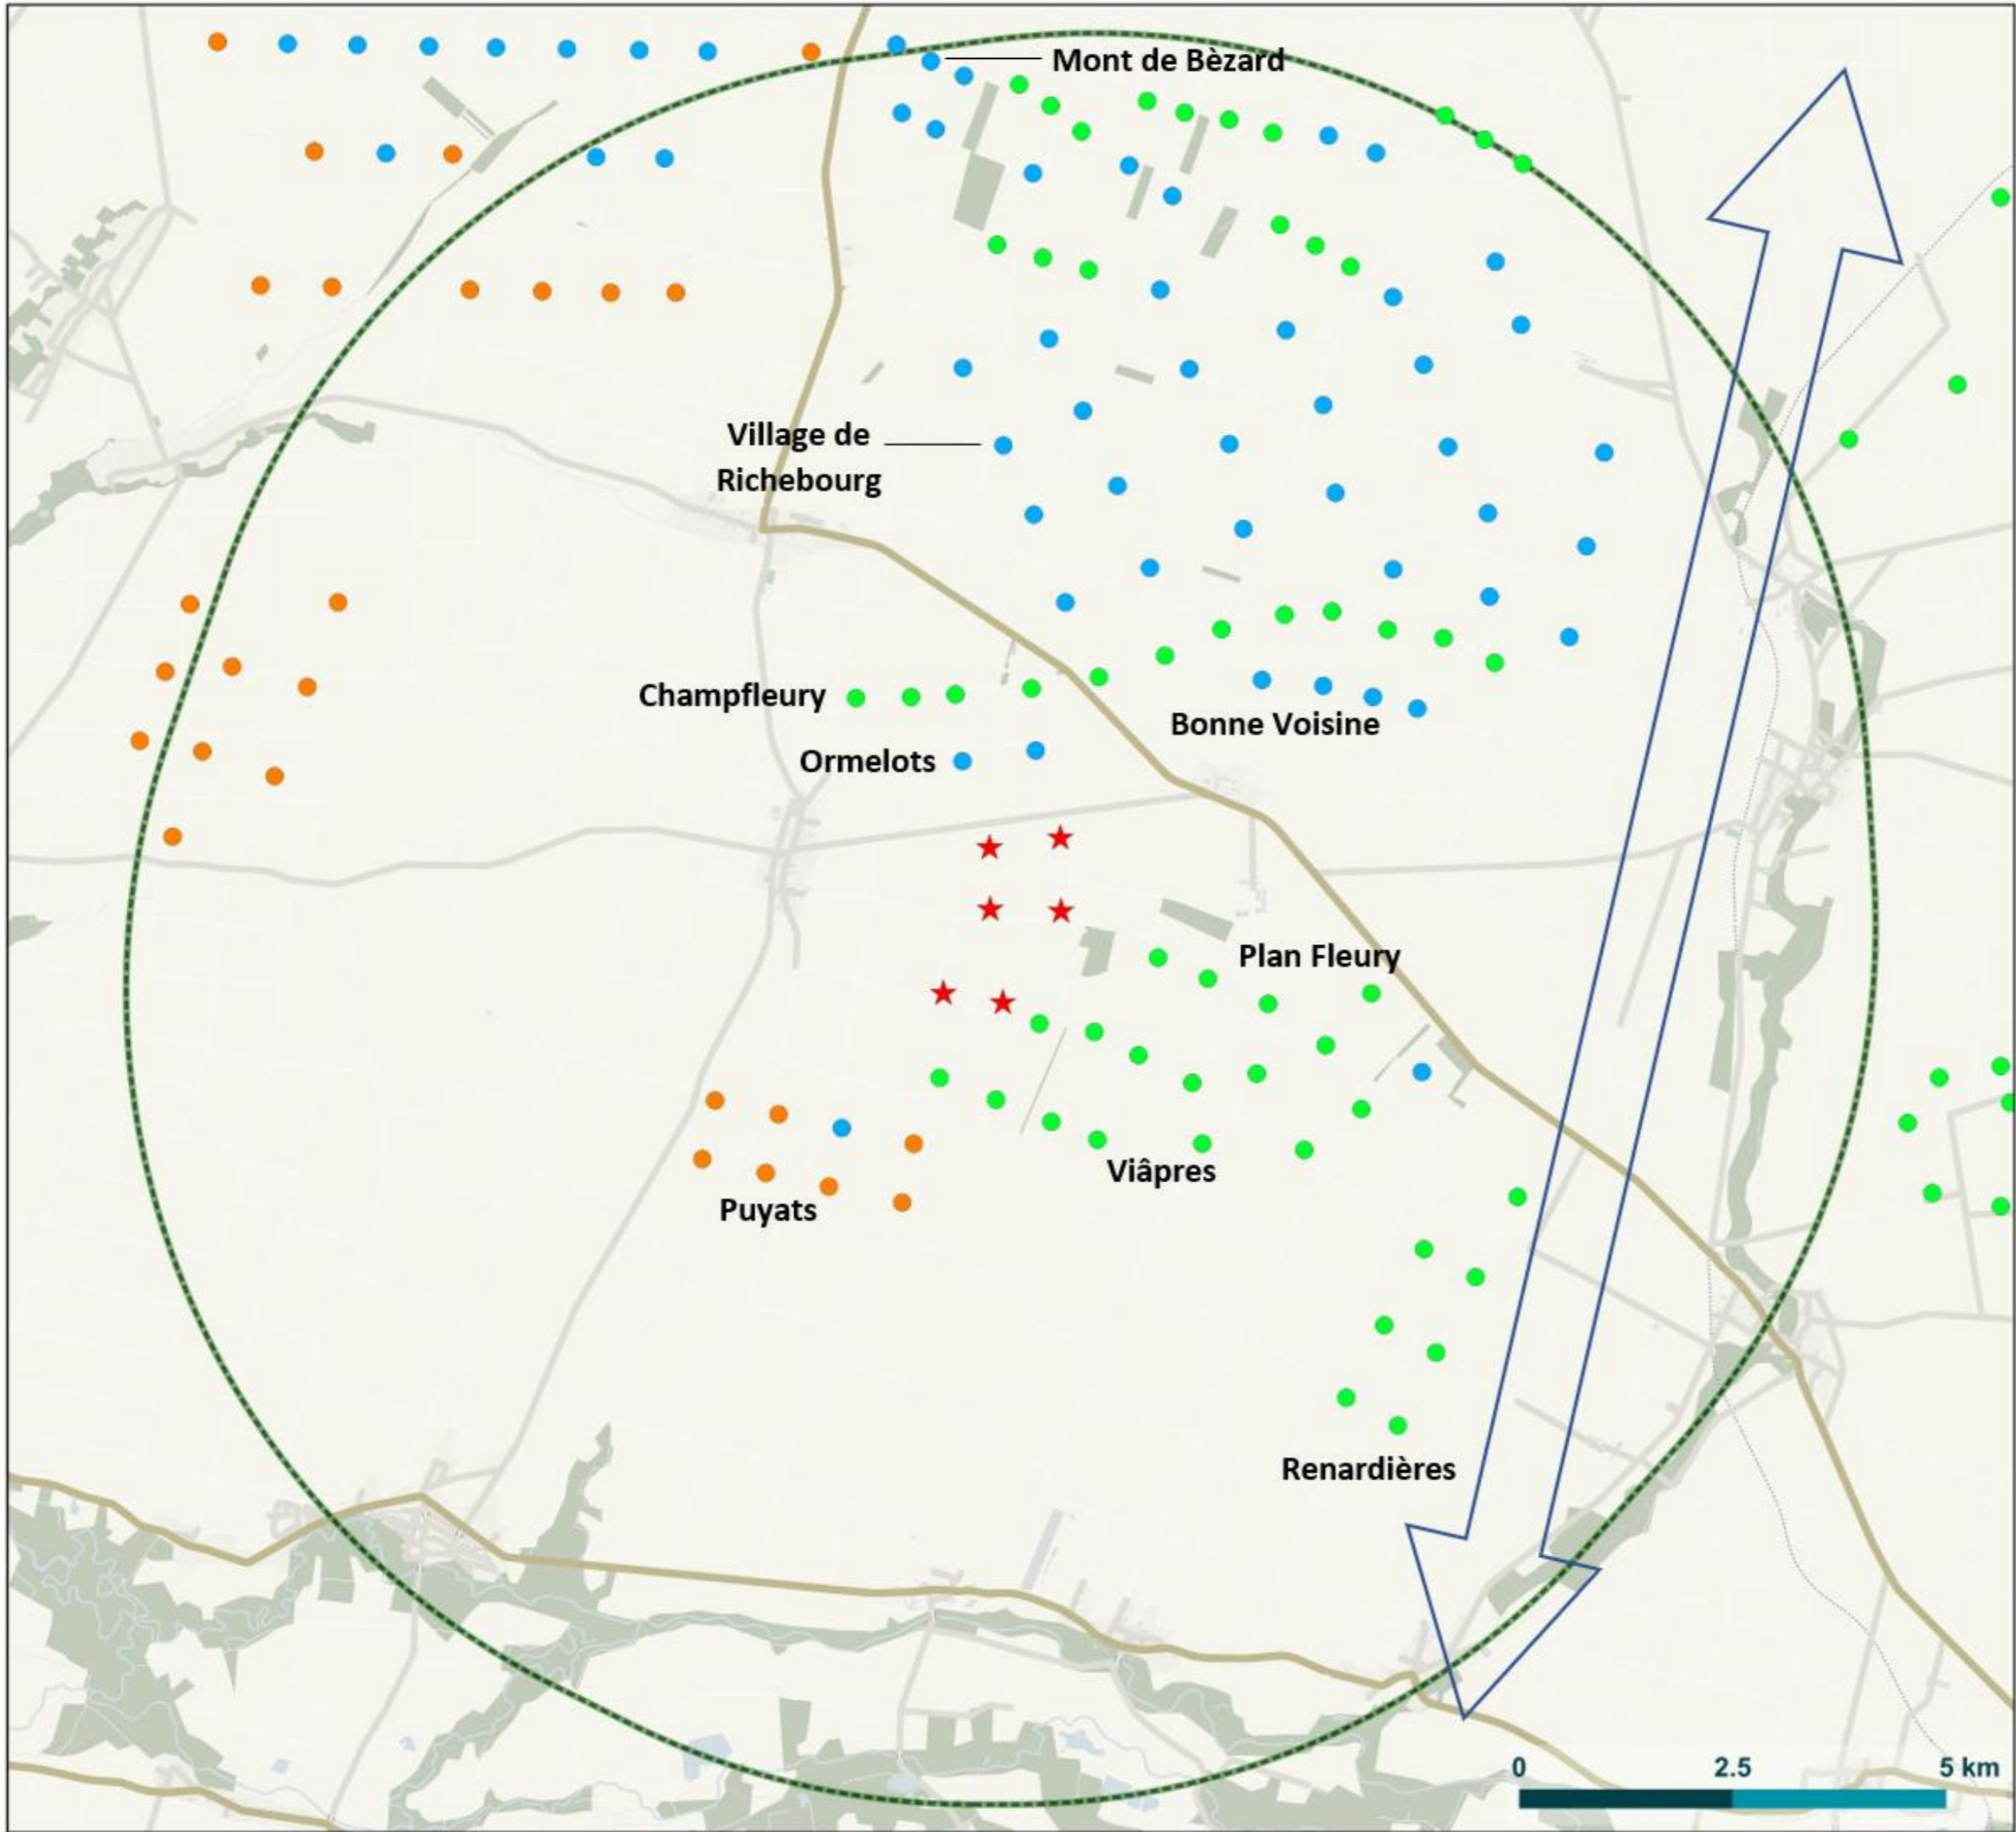 Mont de Bèzard
Village de
Richebourg
Champfleury
Bonne Voisine
Ormelots
Plan Fleury
Viâpres
Puyats
Renardières
0 2.5 5 km